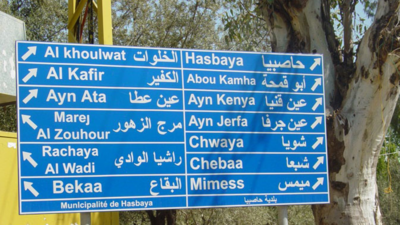 Al khoulwat الخلوات
Al Kafir الكفير
Ayn Ata عين عطا
Marej Al Zouhour مرج الزهور
Rachaya Al Wadi راشيا الوادي
Bekaa البقاع
Hasbaya حاصبيا
Abou Kamha ابو قمحة
Ayn Kenya عين قنيا
Ayn Jerfa عين جرفا
Chwaya شويا
Chebaa شبعا
Mimess ميمس
Municipality de Hasbaya بلدية حاصبيا